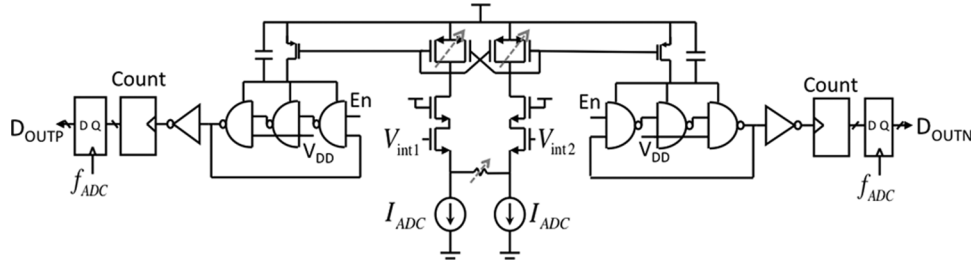 Count
En
D Q
D_OUTP
V_DD
f_ADC
V_int1
V_int2
I_ADC
I_ADC
En
V_DD
Count
D Q
D_OUTN
f_ADC